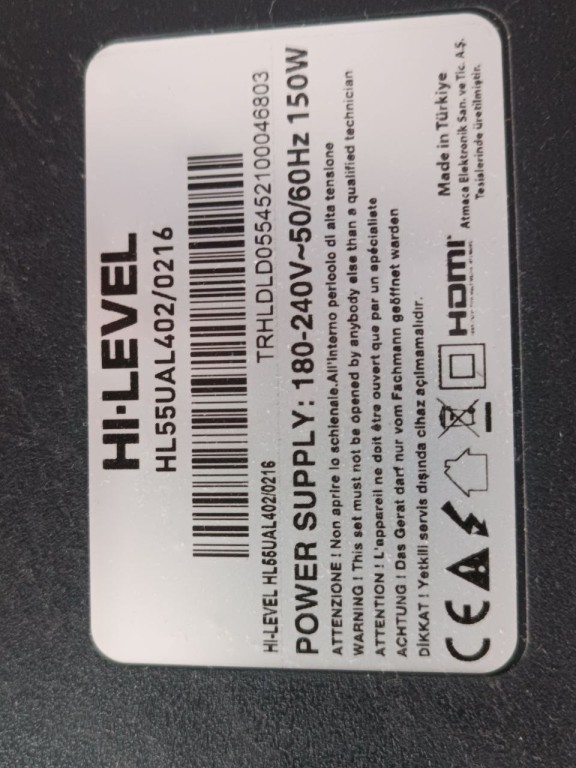 HI-LEVEL
HL55UAL402/0216
TRHLDLD055452100046803
HI-LEVEL HL55UAL402/0216
POWER SUPPLY: 180-240V~50/60Hz 150W
ATTENZIONE ! Non aprire lo schienale.All'Interno pericolo di alta tensione
WARNING ! This set must not be opened by anybody else than a qualified technician
ATTENTION ! L'appareil ne doit être ouvert que par un spécialiste
ACHTUNG ! Das Gerat darf nur vom Fachmann geöffnet warden
DİKKAT ! Yetkili servis dışında cihaz açılmamalıdır.
CE
HDMI
Made in Türkiye
Atmaca Elektronik San. ve Tic. A.Ş.
Tesislerinde üretilmiştir.